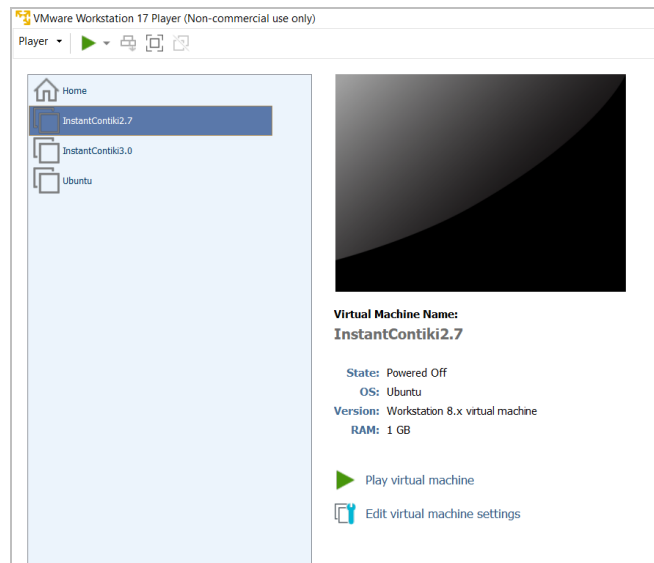 VMware Workstation 17 Player (Non-commercial use only)
Player
Home
InstantContiki2.7
InstantContiki3.0
Ubuntu
Virtual Machine Name:
InstantContiki2.7
State: Powered Off
OS: Ubuntu
Version: Workstation 8.x virtual machine
RAM: 1 GB
Play virtual machine
Edit virtual machine settings